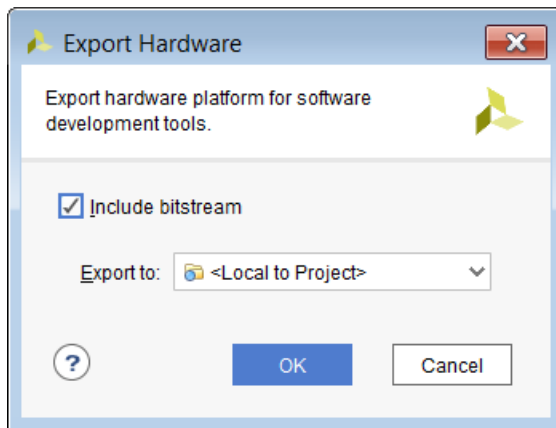 Export Hardware
Export hardware platform for software
development tools.
Include bitstream
Export to: <Local to Project>
?
OK
Cancel